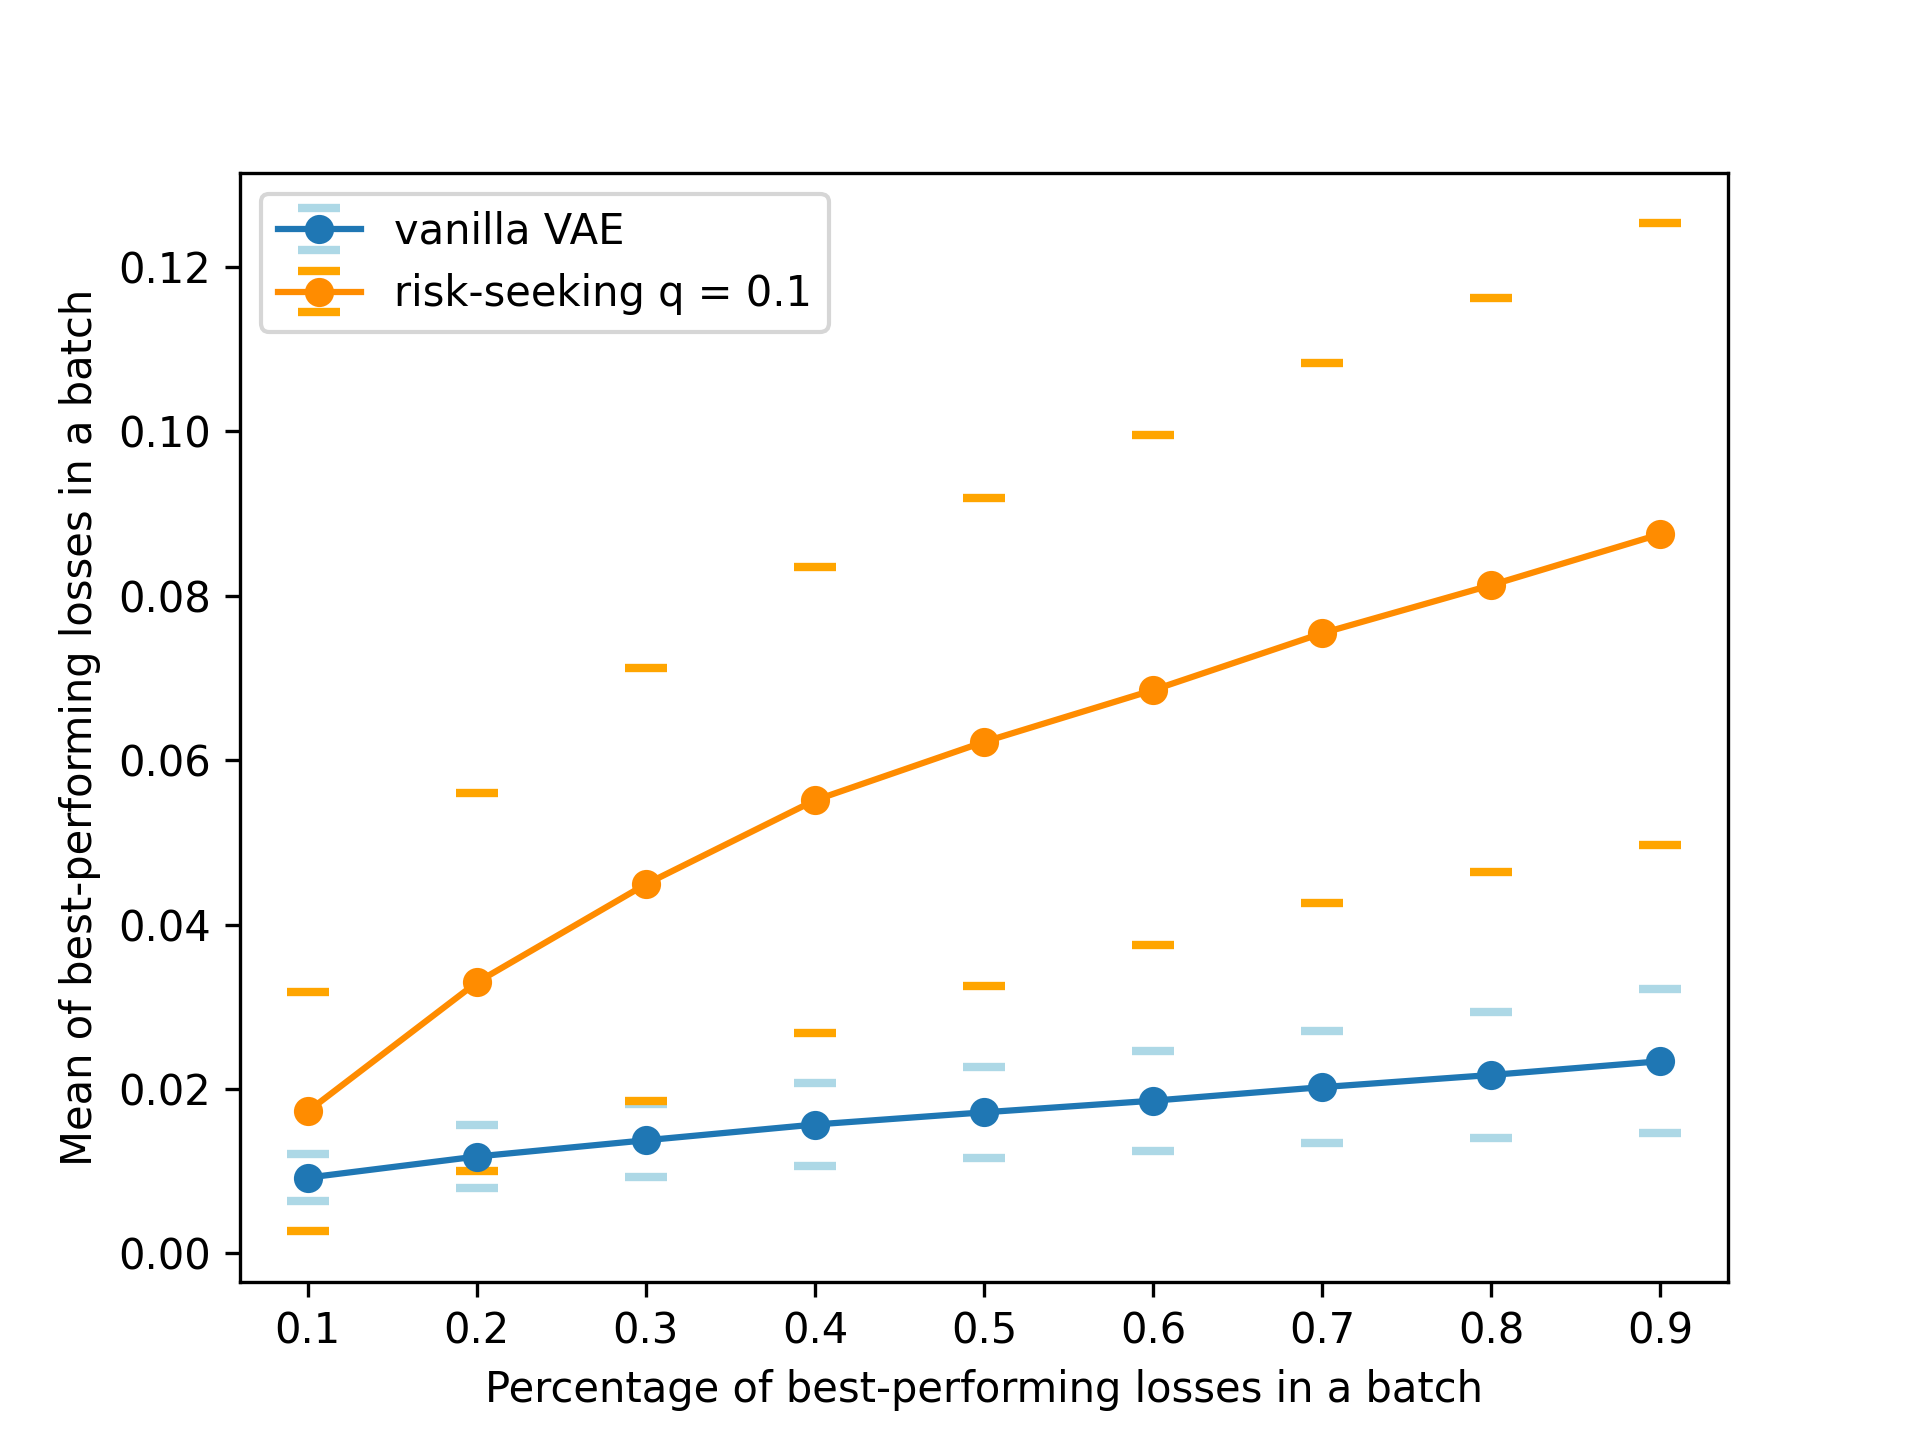 vanilla VAE
risk-seeking q = 0.1
Mean of best-performing losses in a batch
0.12
0.10
0.08
0.06
0.04
0.02
0.00
0.1 0.2 0.3 0.4 0.5 0.6 0.7 0.8 0.9
Percentage of best-performing losses in a batch